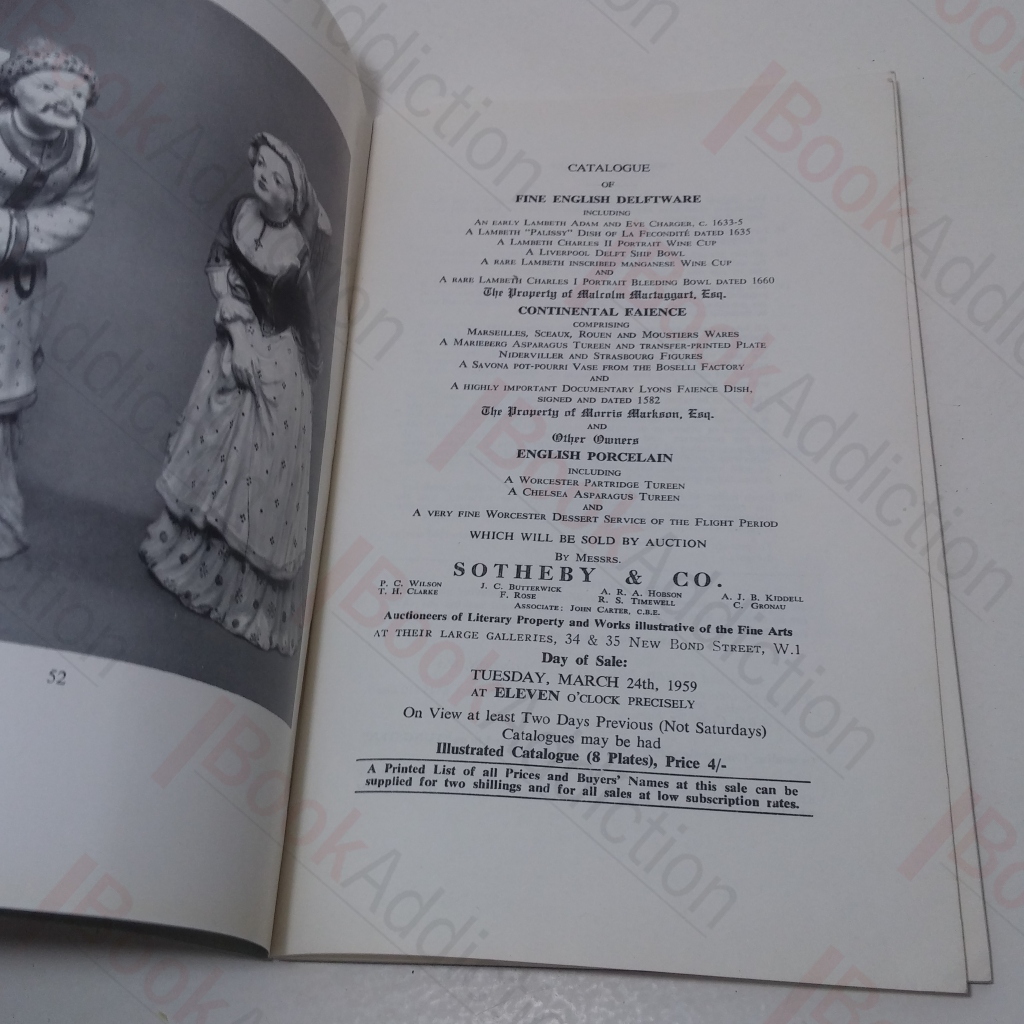 52
CATALOGUE
OF
FINE ENGLISH DELFTWARE
INCLUDING
AN EARLY LAMBETH ADAM AND EVE CHARGER, C. 1633-5
A LAMBETH "PALISSY" DISH OF LA FECONDITÉ DATED 1635
A LAMBETH CHARLES II PORTRAIT WINE CUP
A LIVERPOOL DELFT SHIP BOWL
A RARE LAMBETH INSCRIBED MANGANESE WINE CUP
AND
A RARE LAMBETH CHARLES I PORTRAIT BLEEDING BOWL DATED 1660
The Property of Malcolm Mactaggart, Esq.
CONTINENTAL FAIENCE
COMPRISING
MARSEILLES, SCEAUX, ROUEN AND MOUSTIERS WARES
A MARIEBERG ASPARAGUS TUREEN AND TRANSFER-PRINTED PLATE
NIDERVILLER AND STRASBOURG FIGURES
A SAVONA POT-POURRI VASE FROM THE BOSELLI FACTORY
AND
A HIGHLY IMPORTANT DOCUMENTARY LYONS FAIENCE DISH,
SIGNED AND DATED 1582
The Property of Morris Markson, Esq.
AND
Other Owners
ENGLISH PORCELAIN
INCLUDING
A WORCESTER PARTRIDGE TUREEN
A CHELSEA ASPARAGUS TUREEN
AND
A VERY FINE WORCESTER DESSERT SERVICE OF THE FLIGHT PERIOD
WHICH WILL BE SOLD BY AUCTION
BY MESSRS.
SOTHEBY & CO.
P. C. WILSON J. C. BUTTERWICK A. R. A. HOBSON A. J. B. KIDDELL
T. H. CLARKE F. ROSE R. S. TIMEWELL C. GRONAU
ASSOCIATE: JOHN CARTER, C.B.E.
Auctioneers of Literary Property and Works illustrative of the Fine Arts
AT THEIR LARGE GALLERIES, 34 & 35 NEW BOND STREET, W.1
Day of Sale:
TUESDAY, MARCH 24th, 1959
AT ELEVEN O'CLOCK PRECISELY
On View at least Two Days Previous (Not Saturdays)
Catalogues may be had
Illustrated Catalogue (8 Plates), Price 4/-
A Printed List of all Prices and Buyers' Names at this sale can be
supplied for two shillings and for all sales at low subscription rates.
BookAddiction